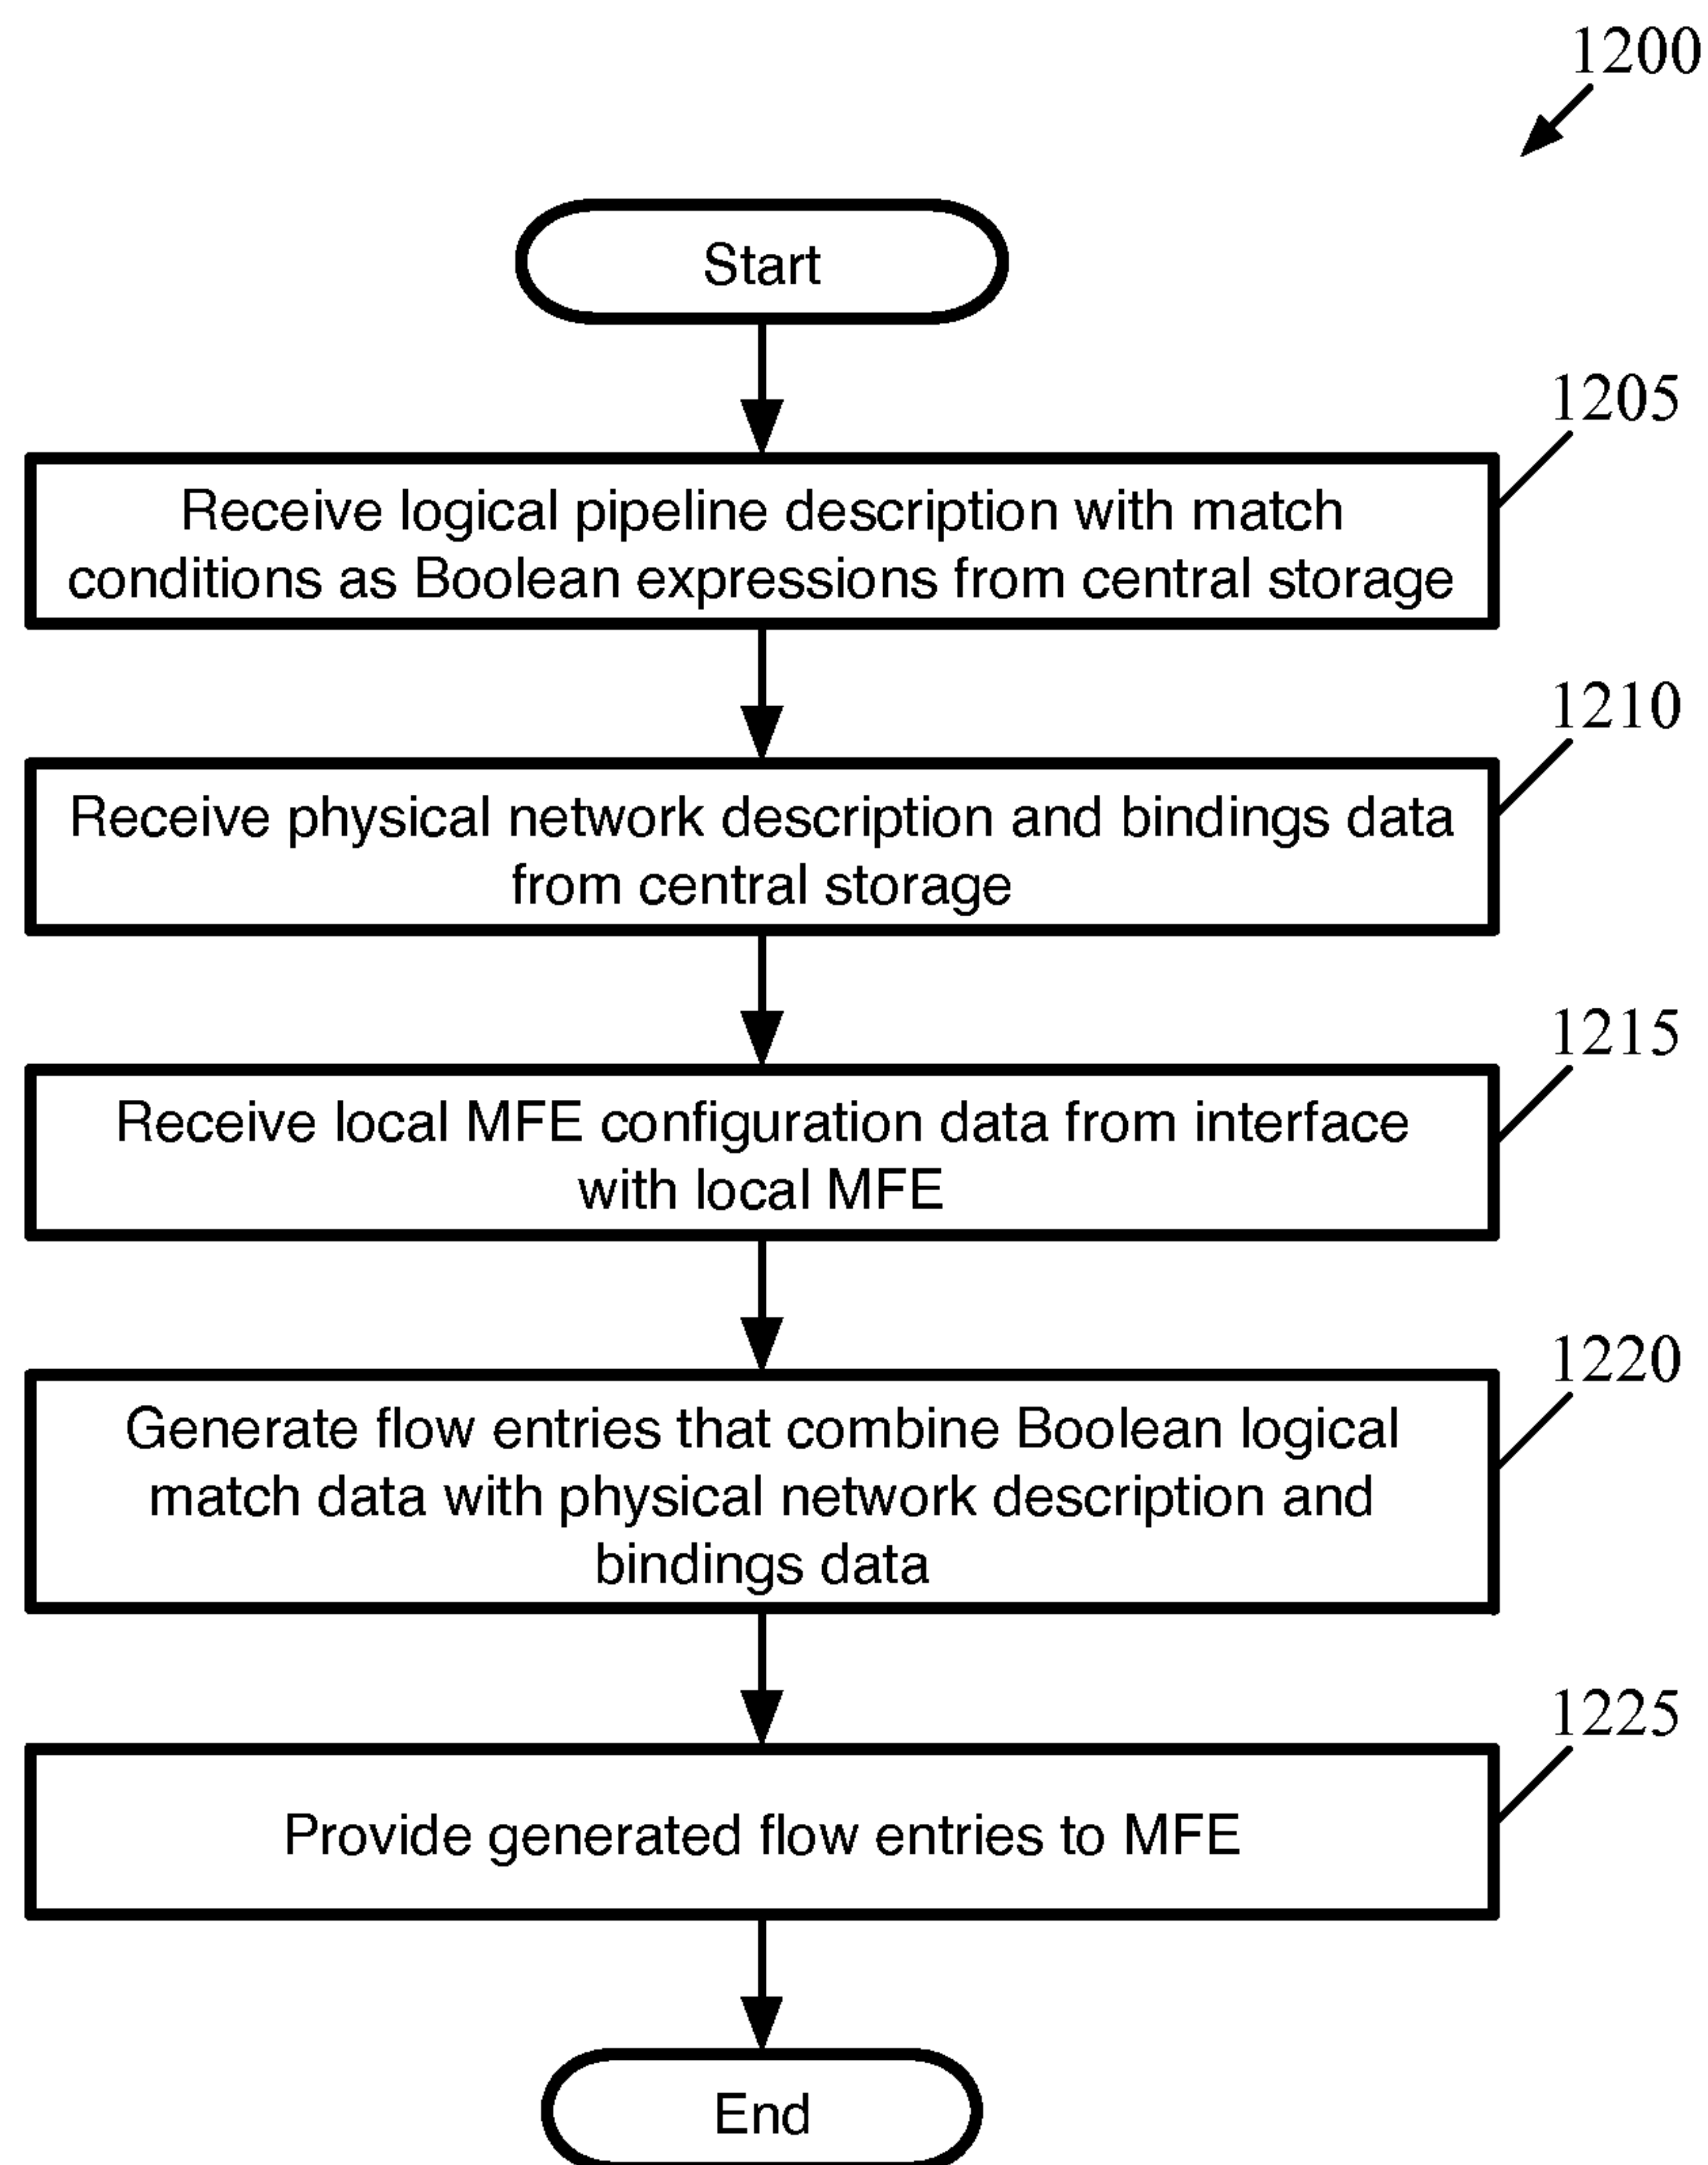 1200
Start
1205
Receive logical pipeline description with match
conditions as Boolean expressions from central storage
1210
Receive physical network description and bindings data
from central storage
1215
Receive local MFE configuration data from interface
with local MFE
1220
Generate flow entries that combine Boolean logical
match data with physical network description and
bindings data
1225
Provide generated flow entries to MFE
End